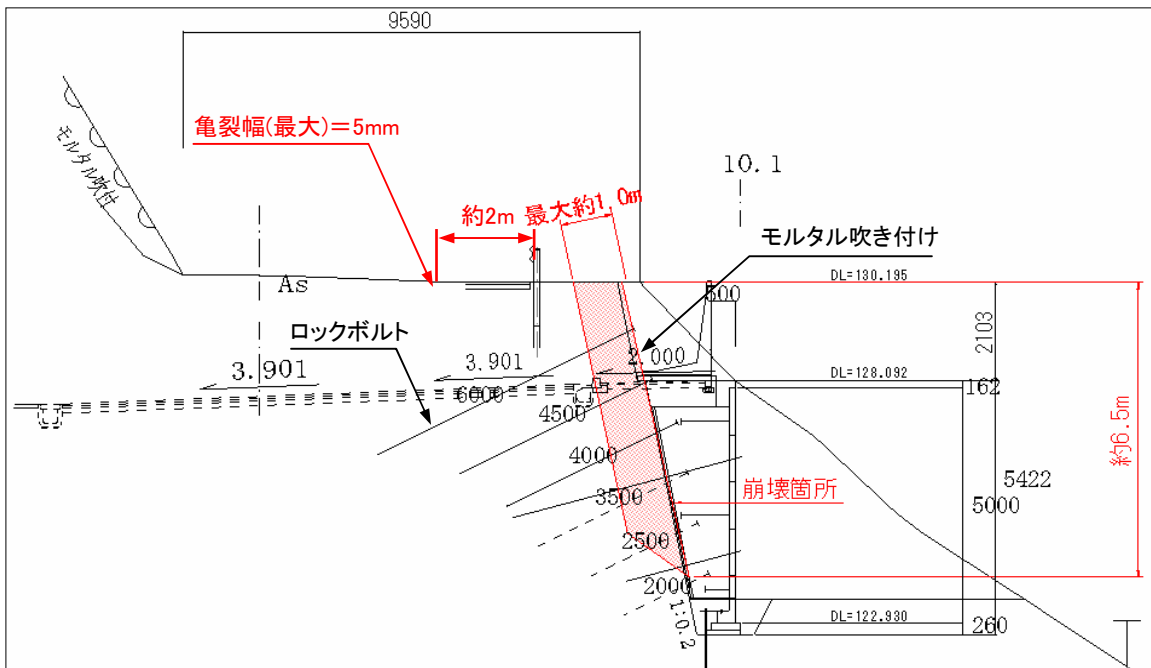 9590
亀裂幅(最大)=5mm
モルタル吹付
10.1
約2m
最大約1.0m
モルタル吹き付け
DL=130.195
As
500
ロックボルト
2103
2.000
3.901
3.901
DL=128.092
6000
162
4500
約6.5m
4000
5422
崩壊箇所
3500
5000
2500
2000
1:0.2
DL=122.930
260